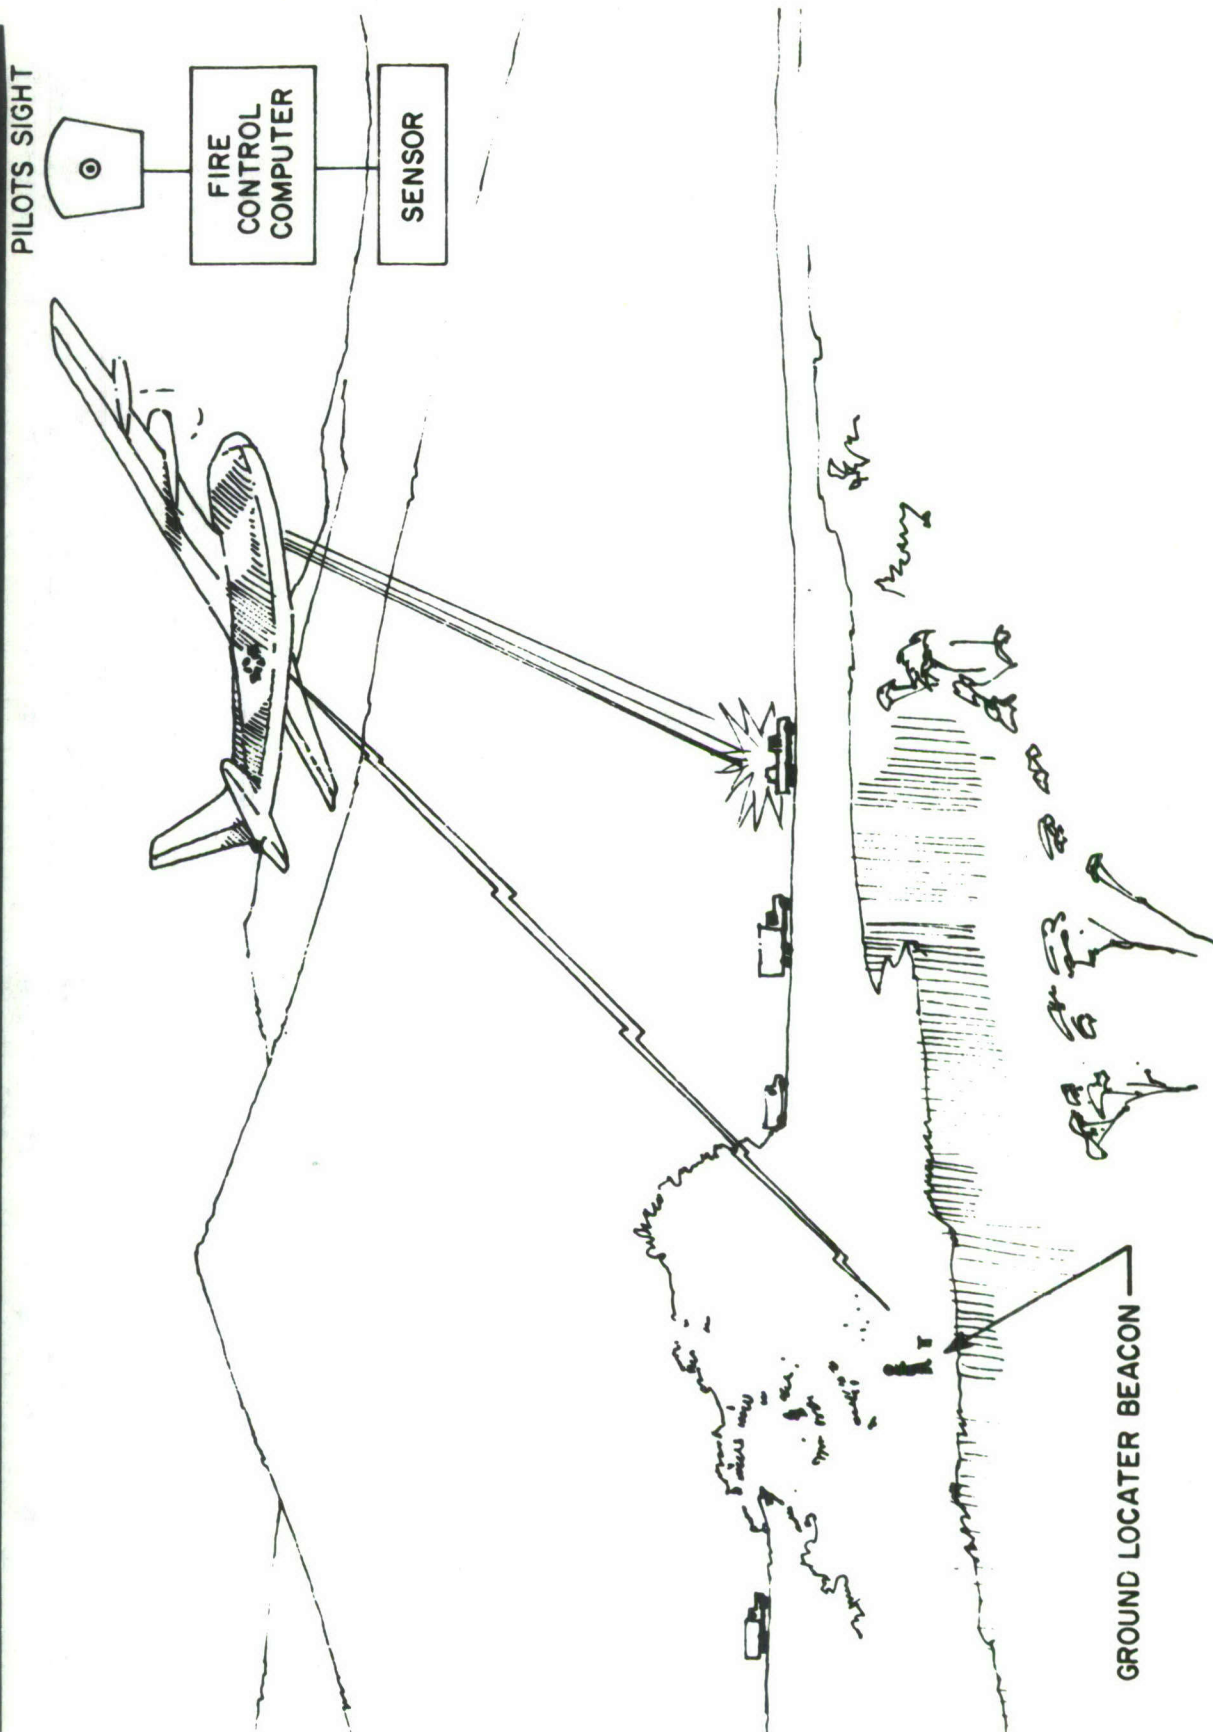 PILOTS SIGHT
FIRE
CONTROL
COMPUTER
SENSOR
GROUND LOCATER BEACON